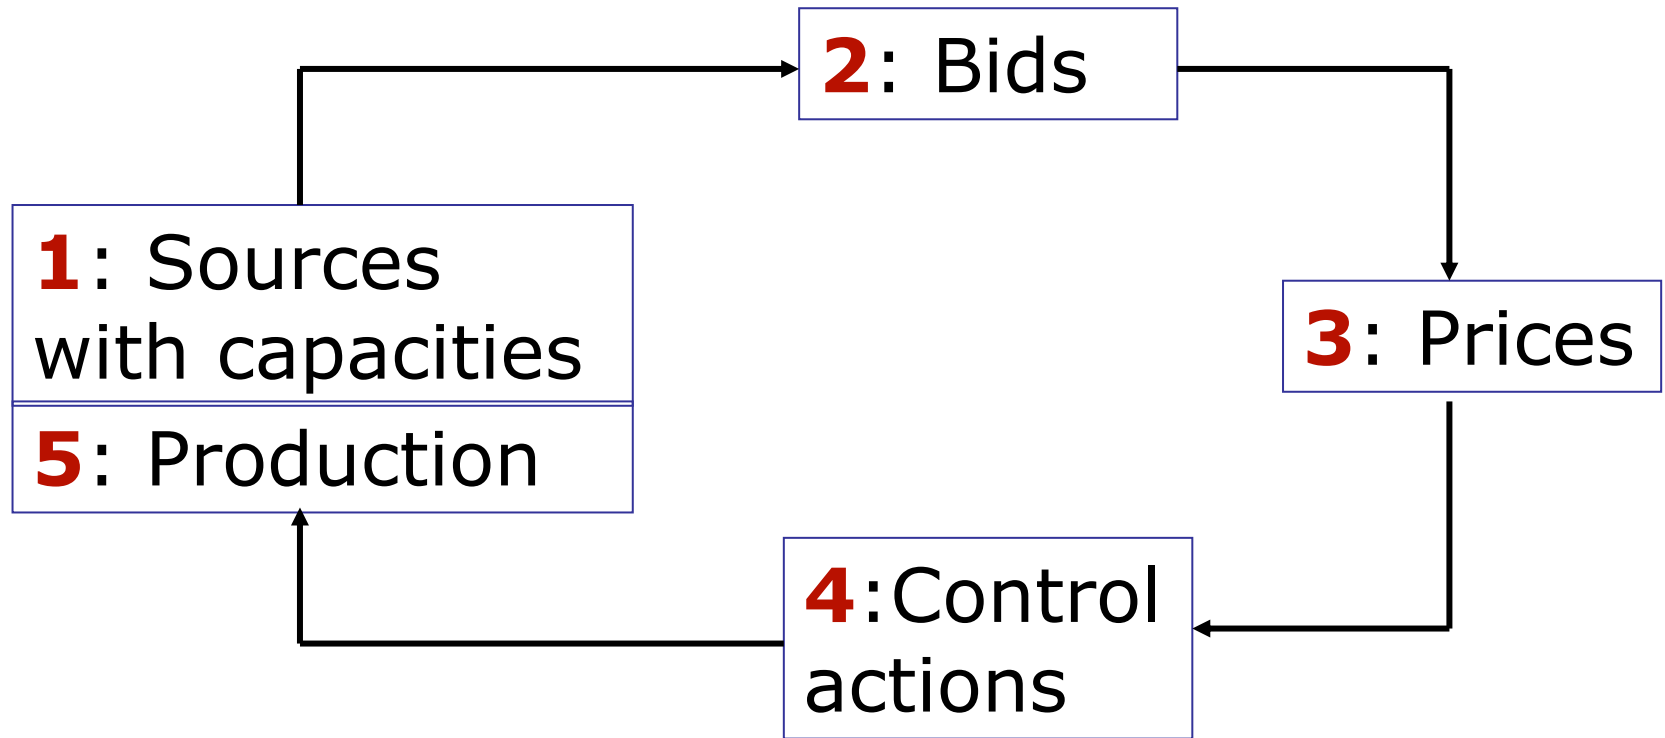 1: Sources
with capacities
2: Bids
3: Prices
4:Control
actions
5: Production